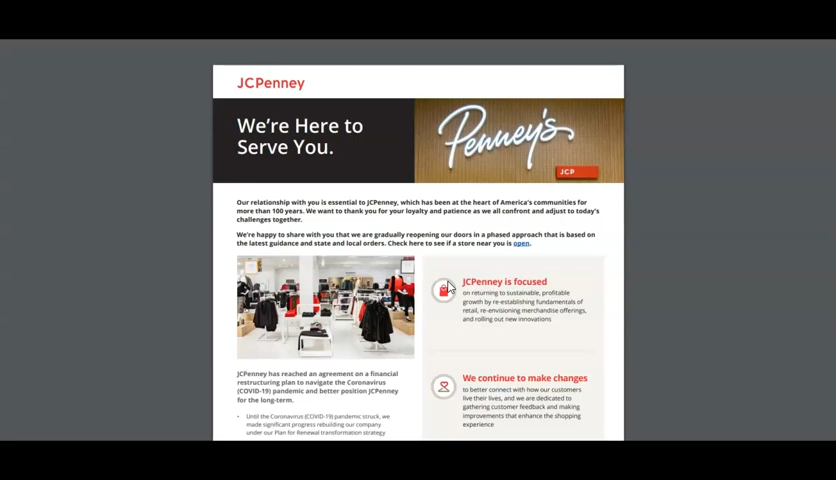 JCPenney
We're Here to
Serve You.
Penney's
JCP
Our relationship with you is essential to JCPenney, which has been at the heart of America's communities for
more than 100 years. We want to thank you for your loyalty and patience as we all confront and adjust to today's
challenges together.
We're happy to share with you that we are gradually reopening our doors in a phased approach that is based on
the latest guidance and state and local orders. Check here to see if a store near you is open.
JCPenney is focused
on returning to sustainable, profitable
growth by re-establishing fundamentals of
retail, re-envisioning merchandise offerings,
and rolling out new innovations
JCPenney has reached an agreement on a financial
restructuring plan to navigate the Coronavirus
(COVID-19) pandemic and better position JCPenney
for the long-term.
• Until the Coronavirus (COVID-19) pandemic struck, we
made significant progress rebuilding our company
under our Plan for Renewal transformation strategy
We continue to make changes
to better connect with how our customers
live their lives, and we are dedicated to
gathering customer feedback and making
improvements that enhance the shopping
experience